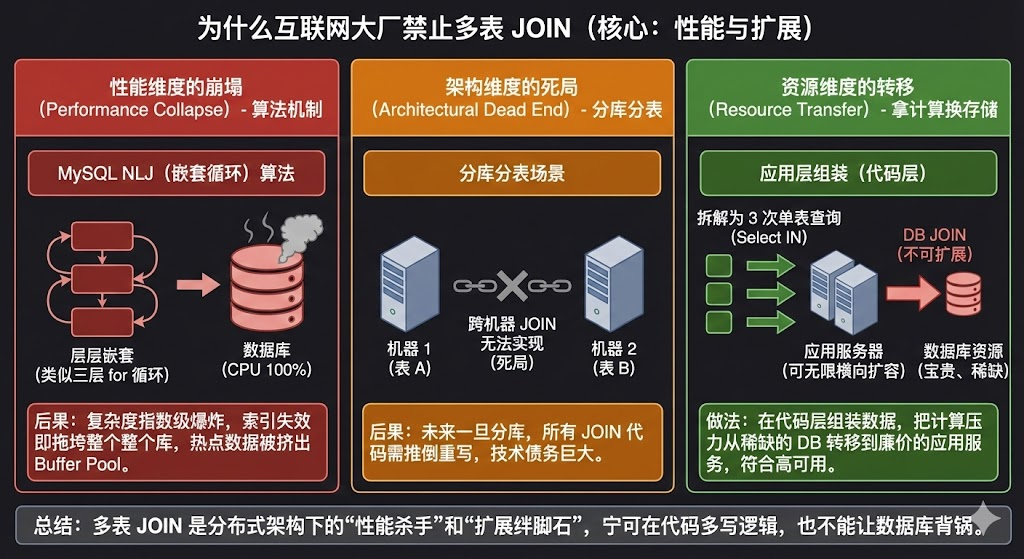 为什么互联网大厂禁止多表 JOIN（核心：性能与扩展）
性能维度的崩塌
（Performance Collapse）- 算法机制
MySQL NLJ（嵌套循环）算法
层层嵌套
(类似三层 for 循环)
数据库
(CPU 100%)
后果：复杂度指数级爆炸，索引失效
即拖垮整个整个库，热点数据被挤出
Buffer Pool。
架构维度的死局
（Architectural Dead End）- 分库分表
分库分表场景
跨机器 JOIN
无法实现
(死局)
机器 1
(表 A)
机器 2
(表 B)
后果：未来一旦分库，所有 JOIN 代
码需推倒重写，技术债务巨大。
资源维度的转移
（Resource Transfer）- 拿计算换存储
应用层组装（代码层）
拆解为 3 次单表查询
(Select IN)
DB JOIN
(不可扩展)
应用服务器
(可无限横向扩容)
数据库资源
(宝贵、稀缺)
做法：在代码层组装数据，把计算压
力从稀缺的 DB 转移到廉价的应用服
务，符合高可用。
总结：多表 JOIN 是分布式架构下的“性能杀手”和“扩展绊脚石”，宁可在代码多写逻辑，也不能让数据库背锅。